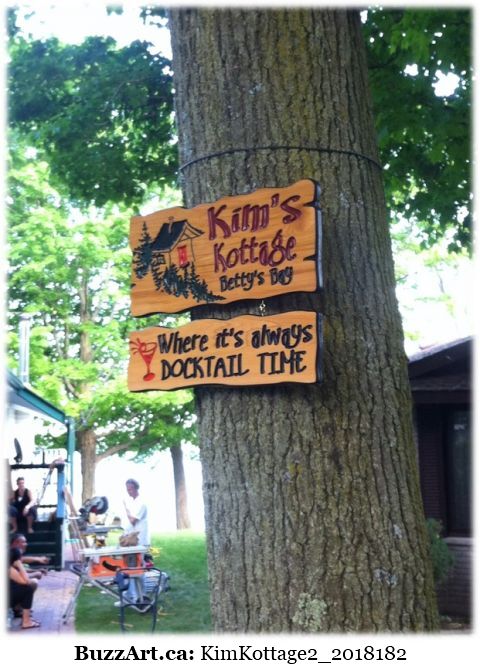 Kim's
Kottage
Betty's Bay
Where it's always
DOCKTAIL TIME
BuzzArt.ca: KimKottage2_2018182